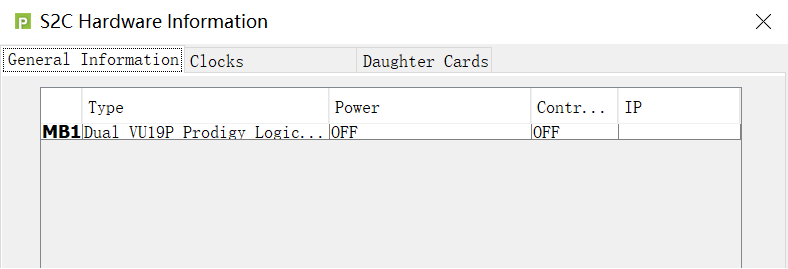 S2C Hardware Information
General Information Clocks Daughter Cards
Type Power Contr... IP
MB1 Dual VU19P Prodigy Logic... OFF OFF